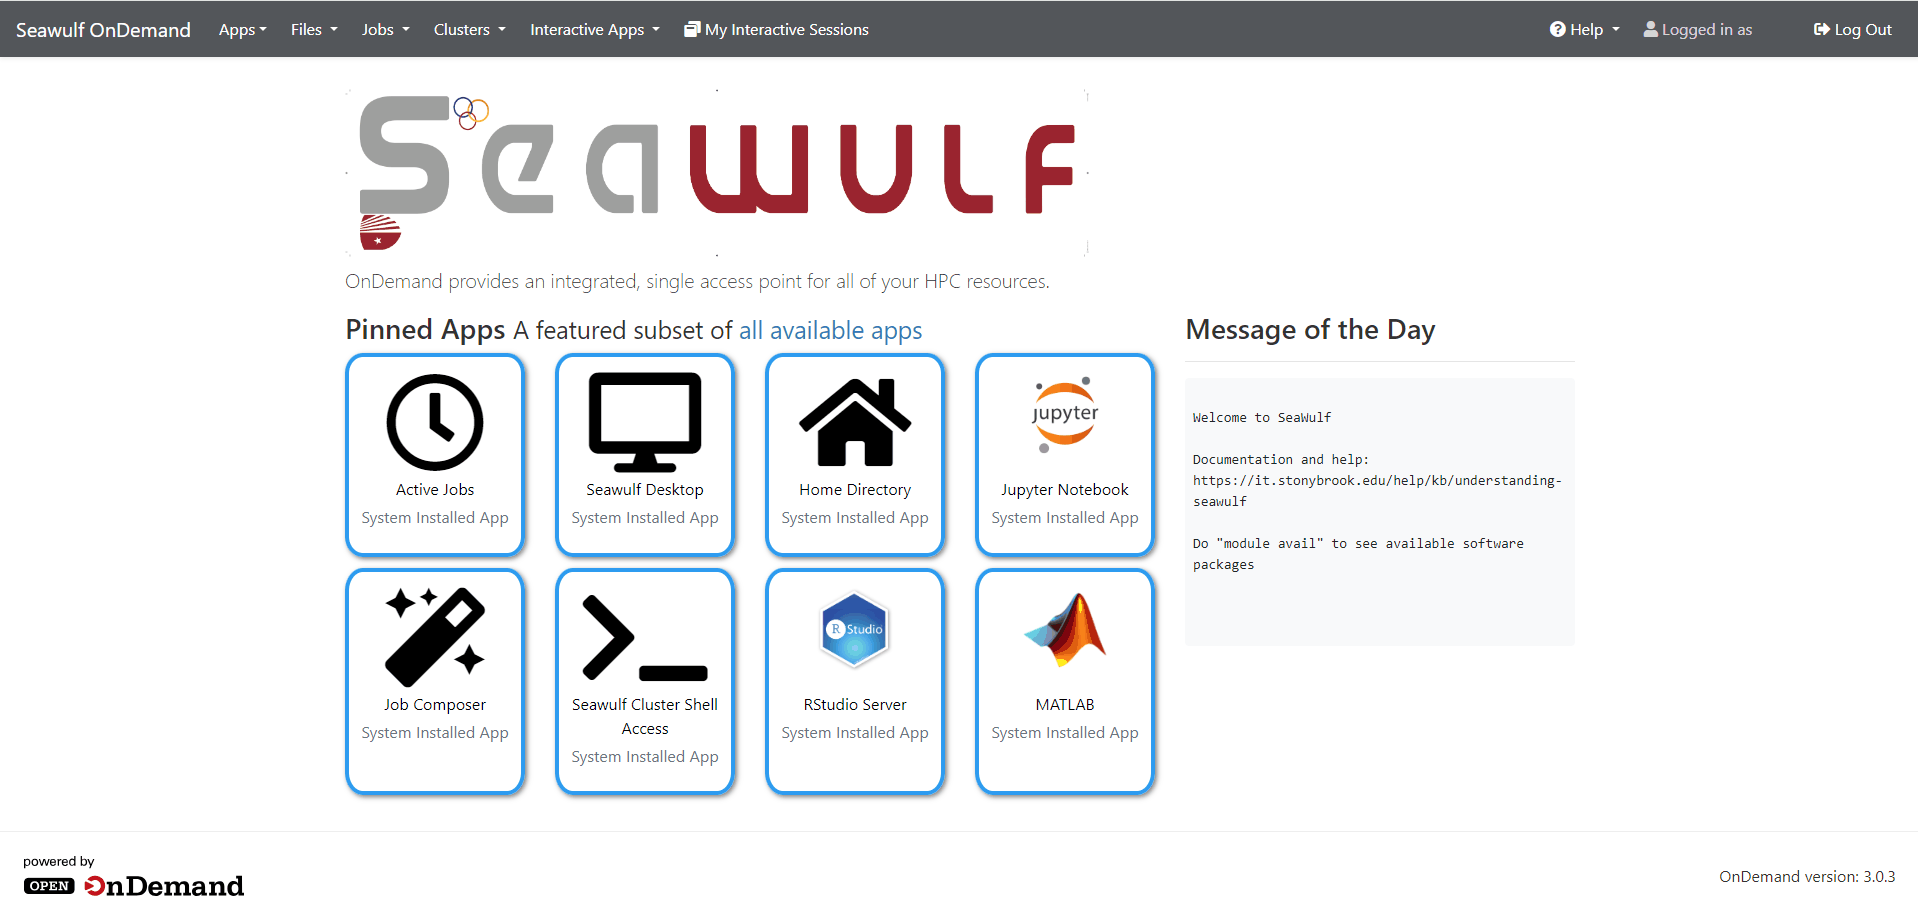 Seawulf OnDemand Apps Files Jobs Clusters Interactive Apps My Interactive Sessions Help Logged in as Log Out
Seawulf
OnDemand provides an integrated, single access point for all of your HPC resources.
Pinned Apps A featured subset of all available apps
Active Jobs
System Installed App
Seawulf Desktop
System Installed App
Home Directory
System Installed App
jupyter
Jupyter Notebook
System Installed App
Job Composer
System Installed App
Seawulf Cluster Shell
Access
System Installed App
R Studio
RStudio Server
System Installed App
MATLAB
System Installed App
Message of the Day
Welcome to SeaWulf
Documentation and help:
https://it.stonybrook.edu/help/kb/understanding-
seawulf
Do "module avail" to see available software
packages
powered by
OPEN OnDemand
OnDemand version: 3.0.3